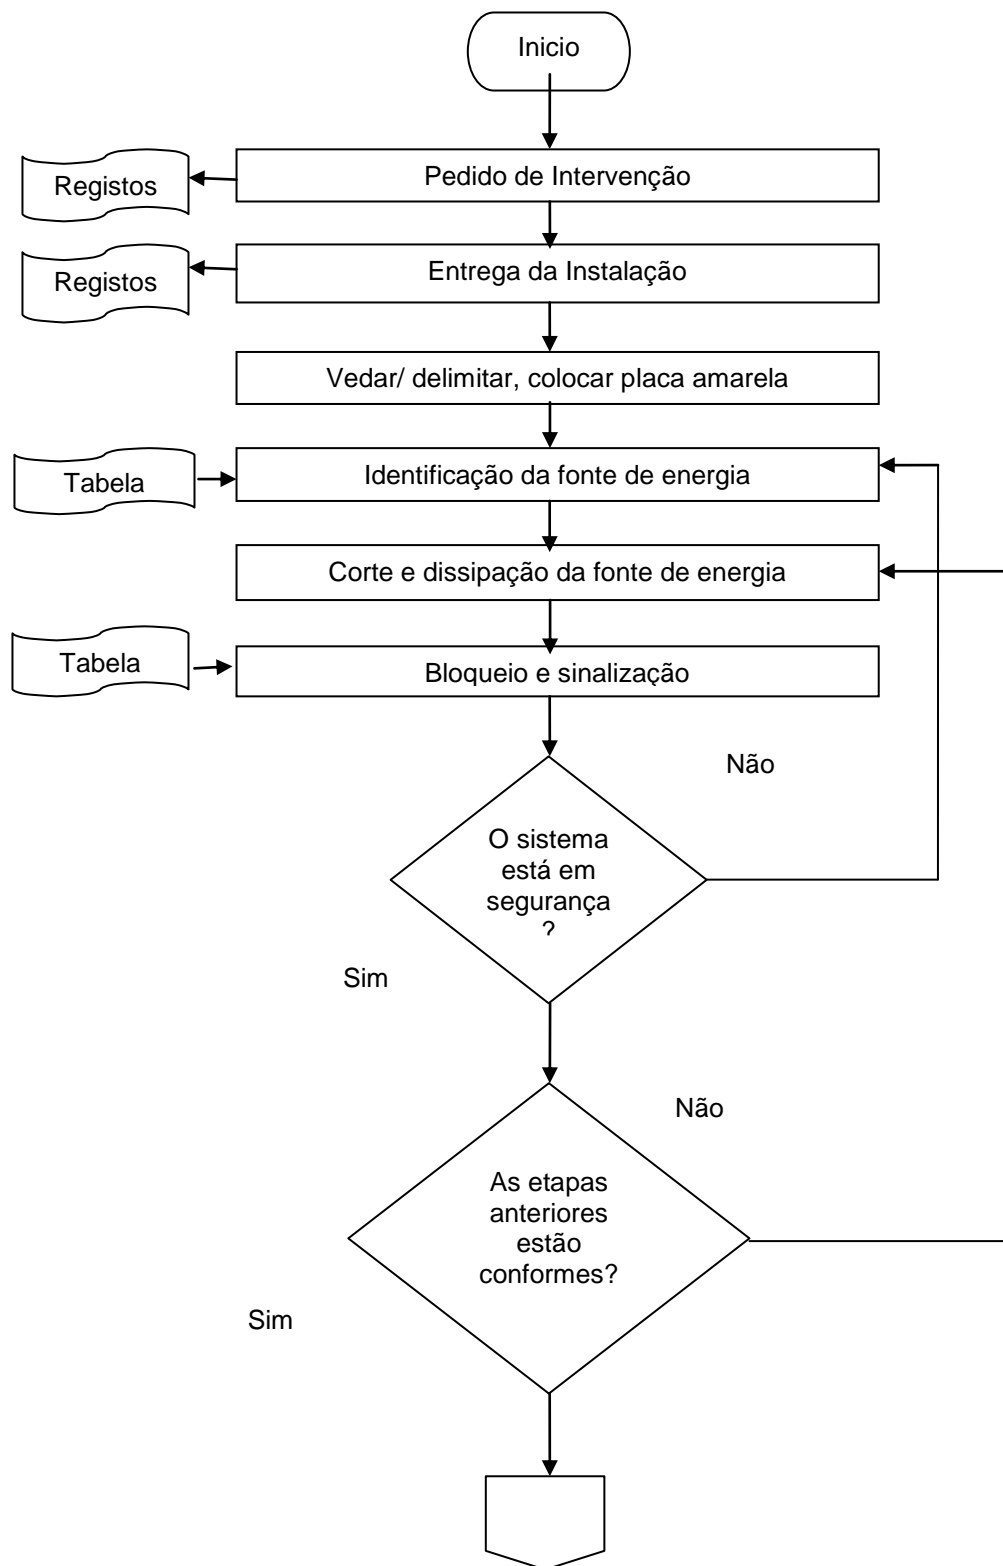 Inicio
Registos
Pedido de Intervenção
Registos
Entrega da Instalação
Vedar/ delimitar, colocar placa amarela
Tabela
Identificação da fonte de energia
Corte e dissipação da fonte de energia
Tabela
Bloqueio e sinalização
Não
O sistema
está em
segurança
?
Sim
Não
As etapas
anteriores
estão
conformes?
Sim